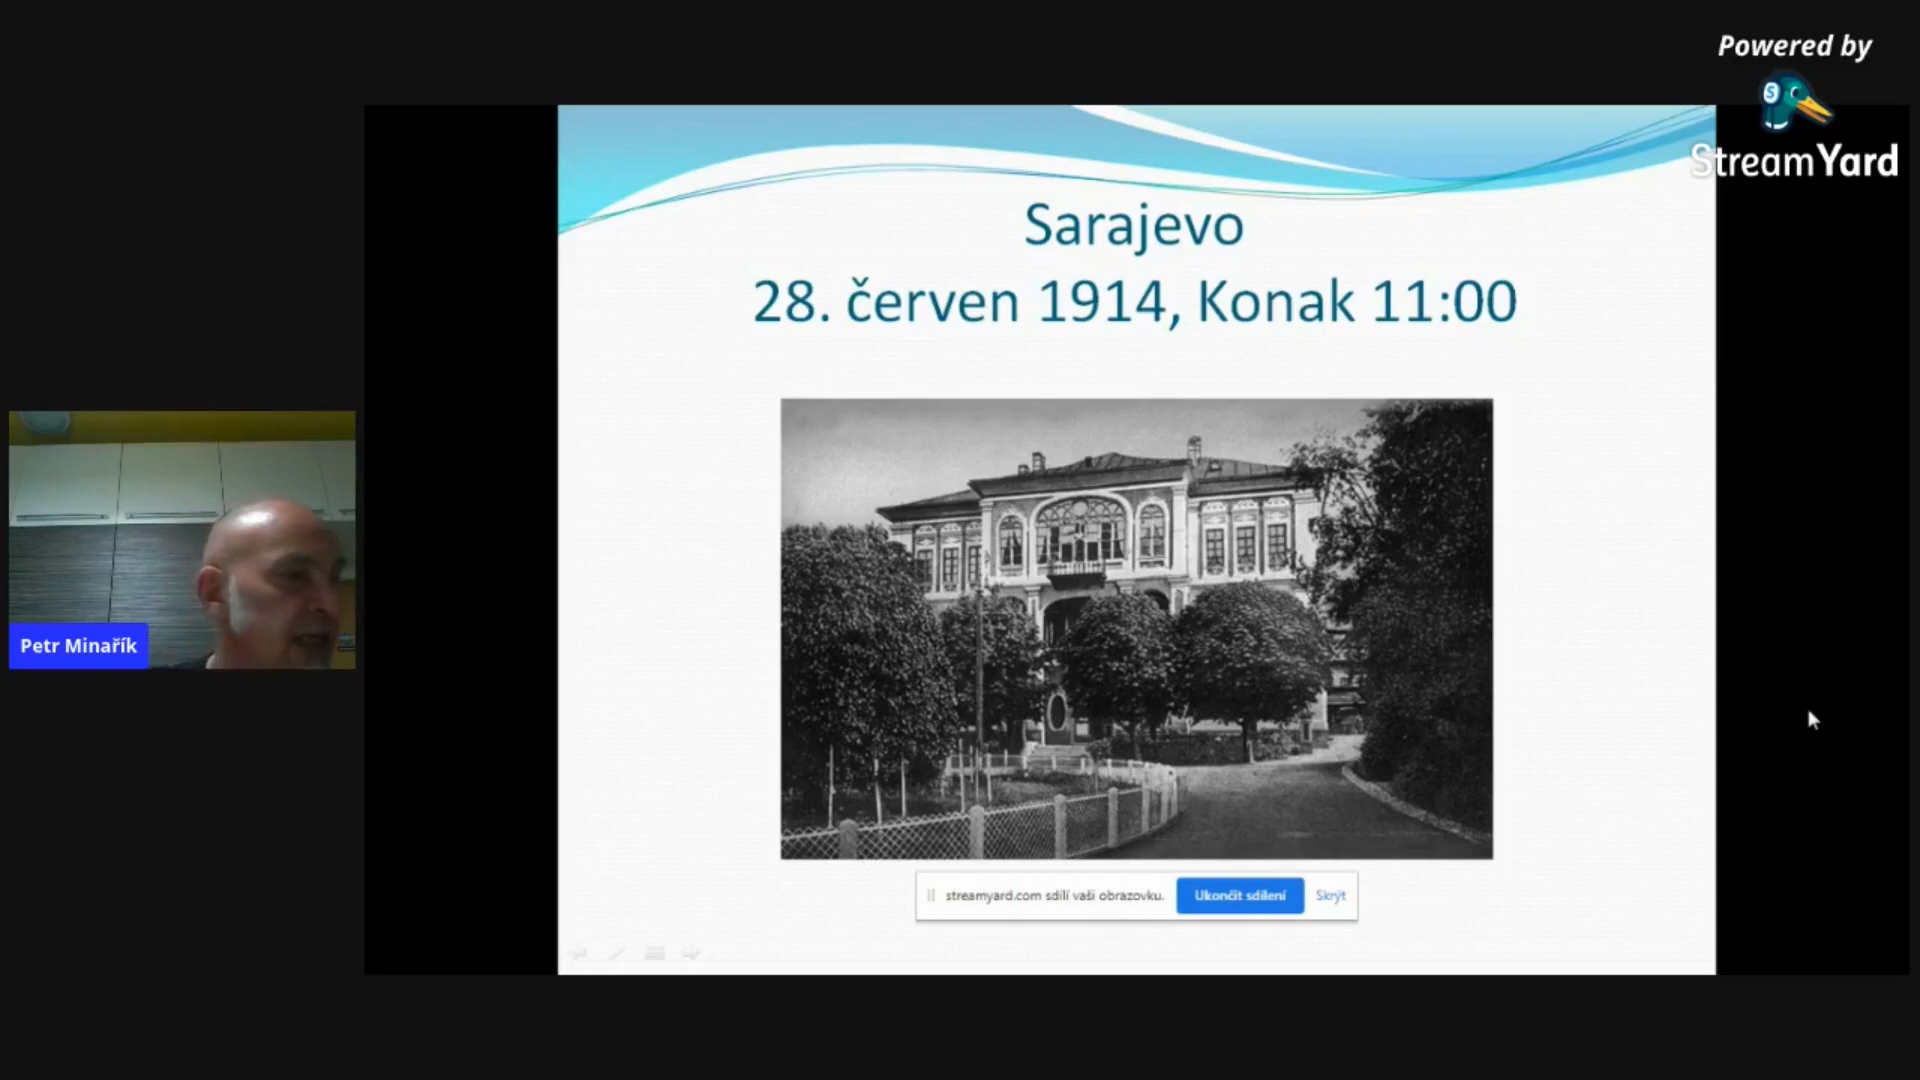 Powered by
StreamYard
Sarajevo
28. červen 1914, Konak 11:00
Petr Minařík
streamyard.com sdílí vaši obrazovku.
Ukončit sdílení
Skrýt